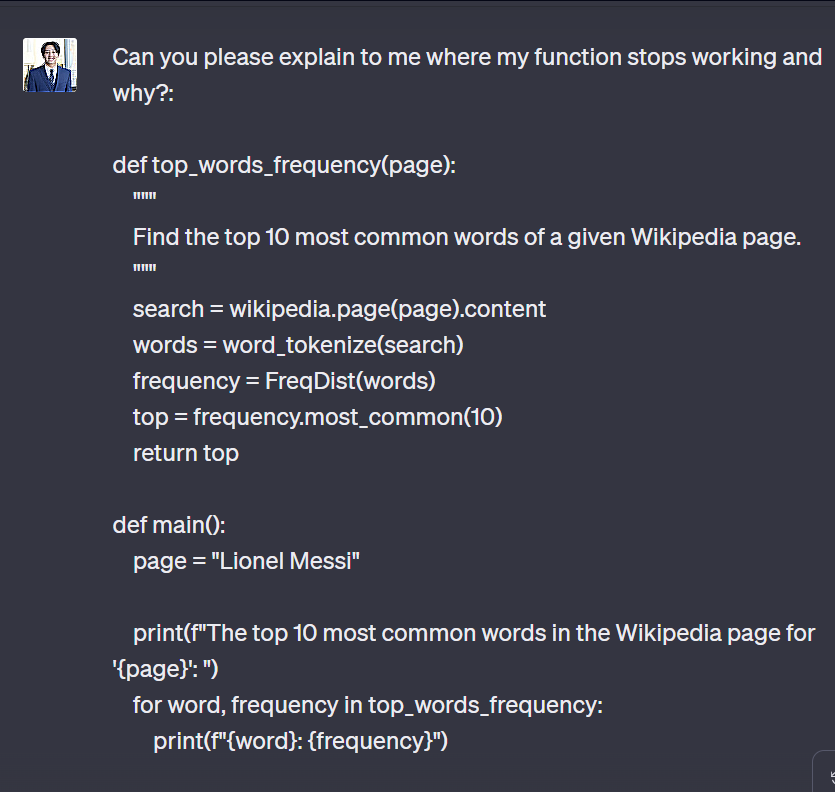 Can you please explain to me where my function stops working and
why?:
def top_words_frequency(page):
"""
Find the top 10 most common words of a given Wikipedia page.
"""
search = wikipedia.page(page).content
words = word_tokenize(search)
frequency = FreqDist(words)
top = frequency.most_common(10)
return top
def main():
page = "Lionel Messi"
print(f"The top 10 most common words in the Wikipedia page for
'{page}': ")
for word, frequency in top_words_frequency:
print(f"{word}: {frequency}")